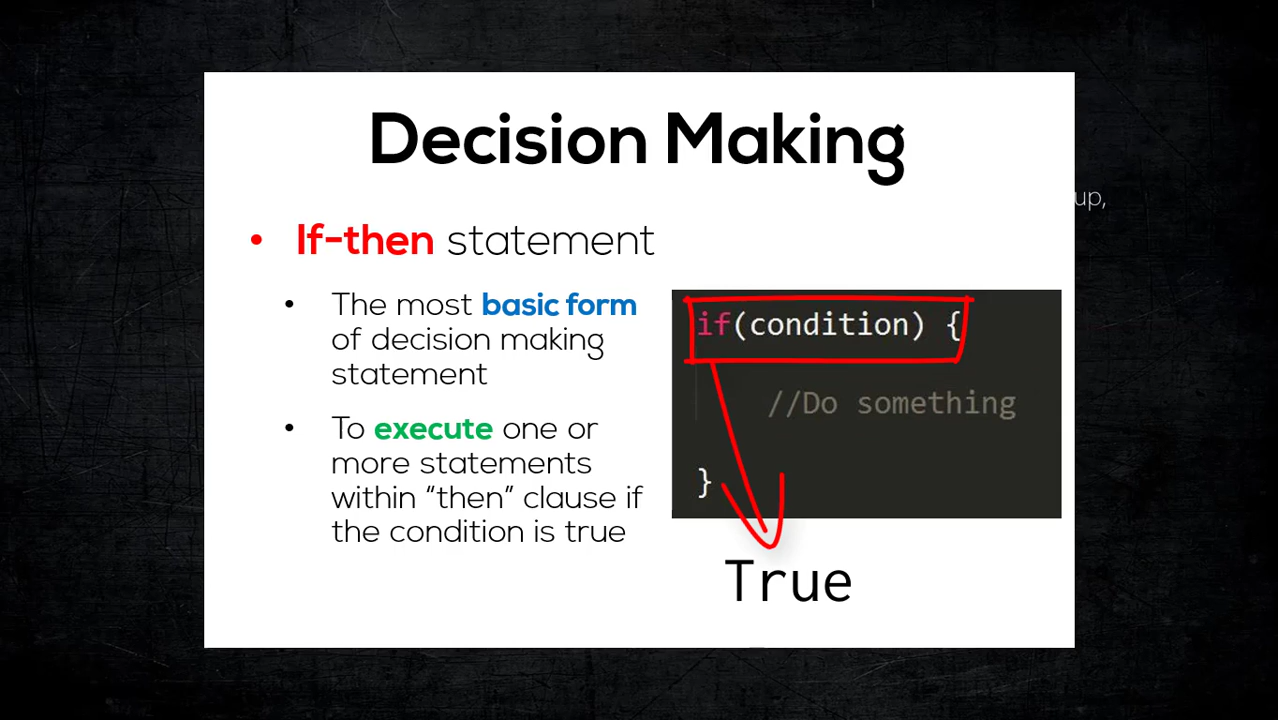 Decision Making
up,
• If-then statement
• The most basic form
of decision making
statement
• To execute one or
more statements
within “then” clause if
the condition is true
if(condition) {
//Do something
}
True